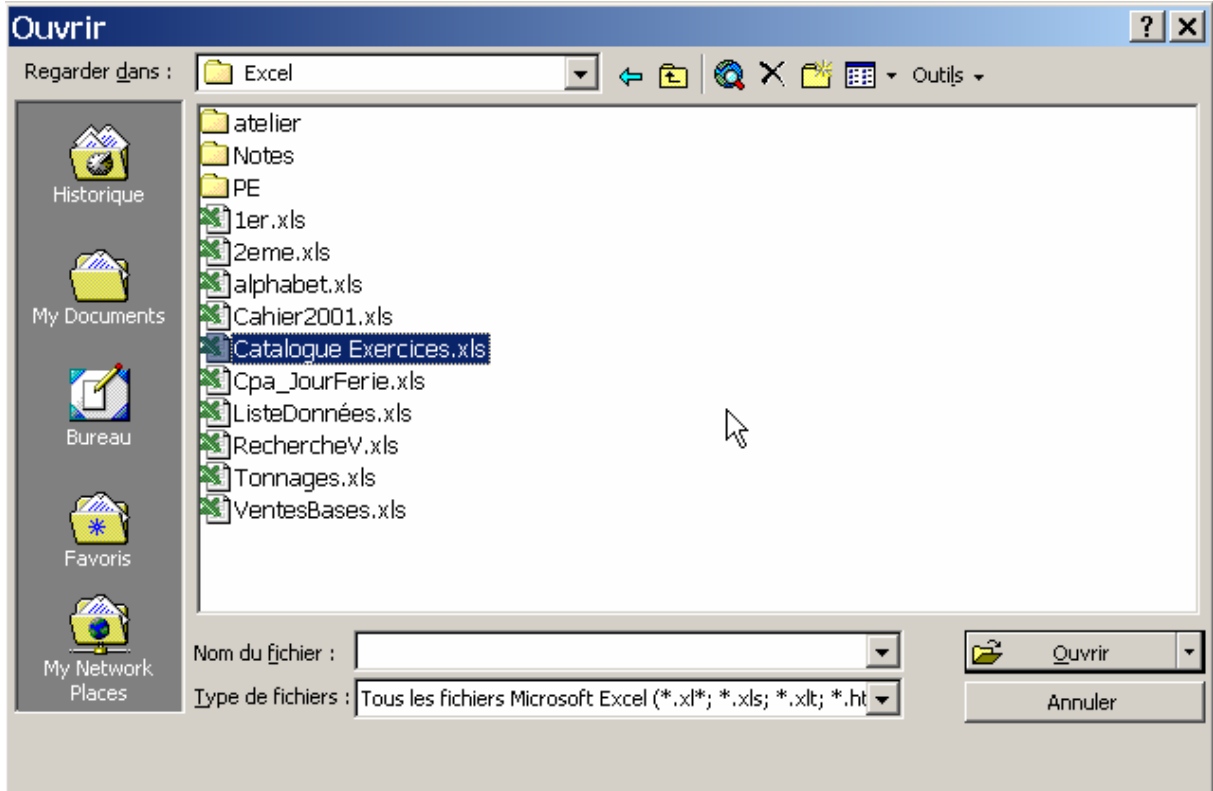 Ouvrir
Regarder dans :
Excel
Outils
Historique
My Documents
Bureau
Favoris
My Network
Places
atelier
Notes
PE
1er.xls
2eme.xls
alphabet.xls
Cahier2001.xls
Catalogue Exercices.xls
Cpa_JourFerie.xls
ListeDonnées.xls
RechercheV.xls
Tonnages.xls
VentesBases.xls
Nom du fichier :
Ouvrir
Type de fichiers : Tous les fichiers Microsoft Excel (*.xl*; *.xls; *.xlt; *.ht
Annuler